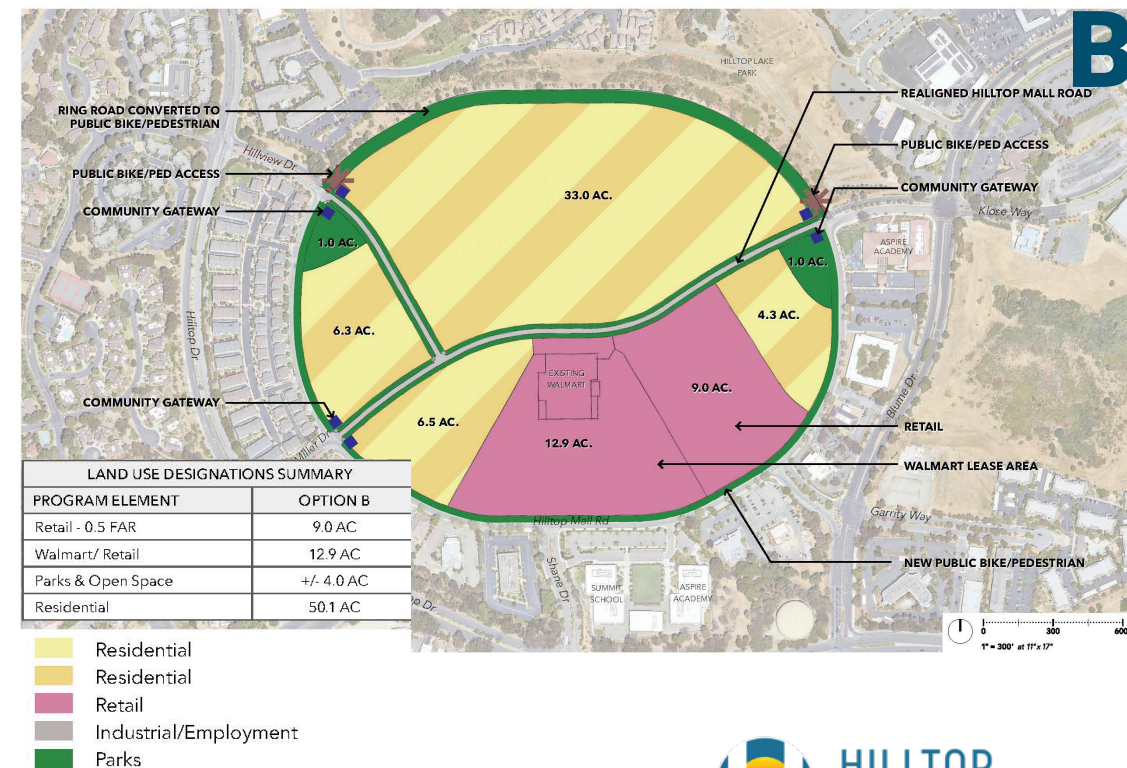 B
HILLTOP LAKE
PARK
REALIGNED HILLTOP MALL ROAD
RING ROAD CONVERTED TO
PUBLIC BIKE/PEDESTRIAN
PUBLIC BIKE/PED ACCESS
Hillview Dr
PUBLIC BIKE/PED ACCESS
COMMUNITY GATEWAY
33.0 AC.
COMMUNITY GATEWAY
Klose Way
1.0 AC.
ASPIRE
ACADEMY
1.0 AC.
Hilltop Dr
6.3 AC.
4.3 AC.
EXISTING
WALMART
9.0 AC.
Blume Dr
COMMUNITY GATEWAY
6.5 AC.
RETAIL
12.9 AC.
Miller Dr
WALMART LEASE AREA
LAND USE DESIGNATIONS SUMMARY
PROGRAM ELEMENT OPTION B
Retail - 0.5 FAR 9.0 AC
Walmart/ Retail 12.9 AC
Parks & Open Space +/- 4.0 AC
Residential 50.1 AC
Hilltop Mall Rd
Garrity Way
NEW PUBLIC BIKE/PEDESTRIAN
Shane Dr
SUMMIT
SCHOOL
ASPIRE
ACADEMY
Dr
0 300 600
1" = 300' at 11"x 17"
Residential
Residential
Retail
Industrial/Employment
Parks
HILLTOP